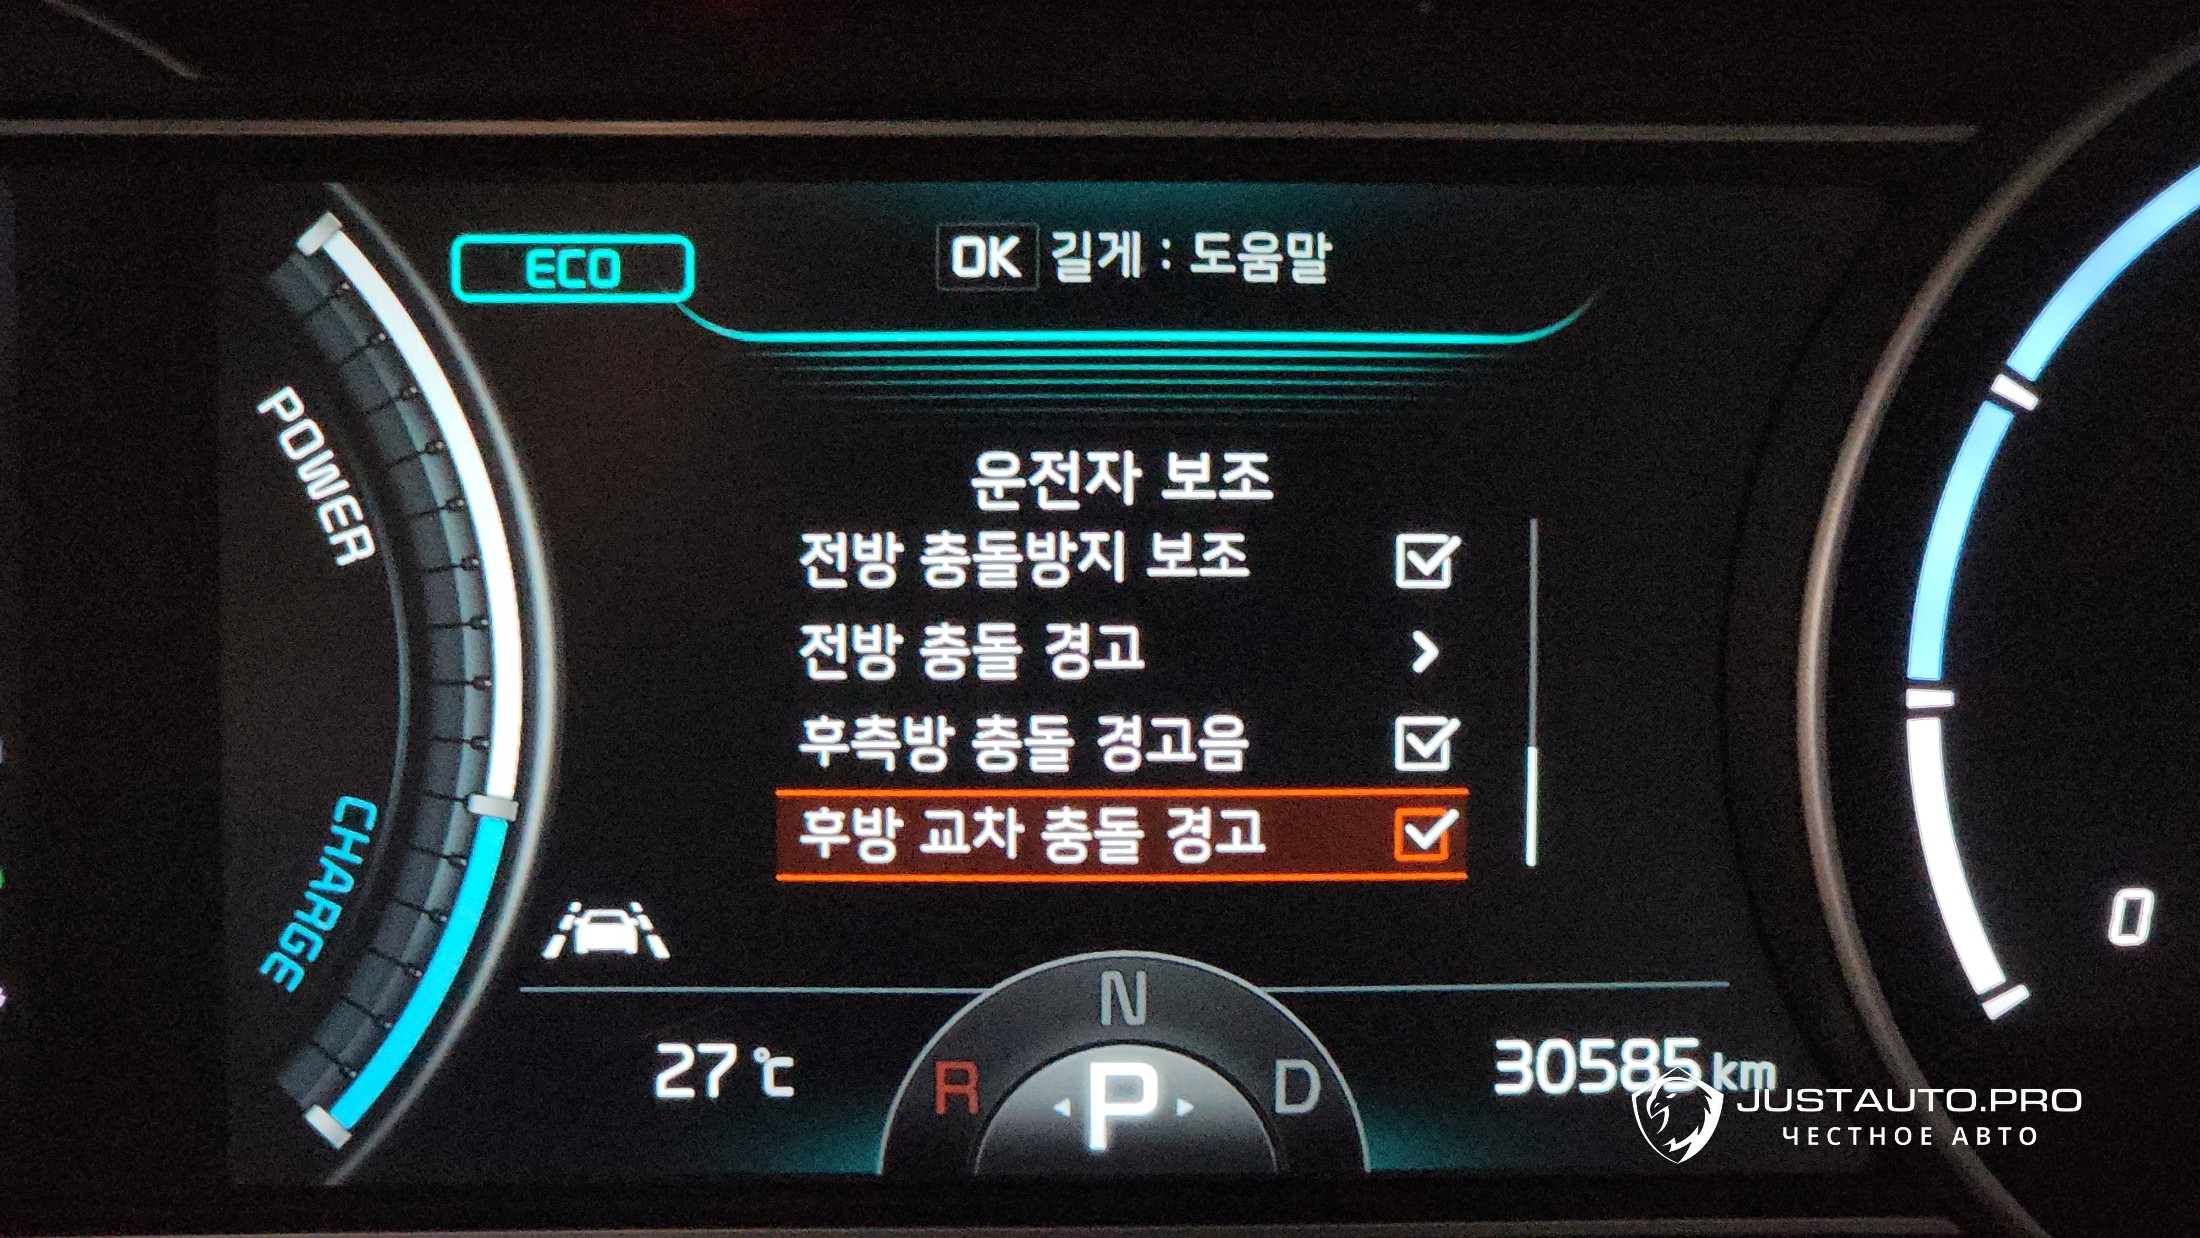 ECO
OK 길게 : 도움말
POWER
운전자 보조
전방 충돌방지 보조
전방 충돌 경고
후측방 충돌 경고음
후방 교차 충돌 경고
CHARGE
0
N
27 ℃
R
P
D
30585 km
JUSTAUTO.PRO
ЧЕСТНОЕ АВТО